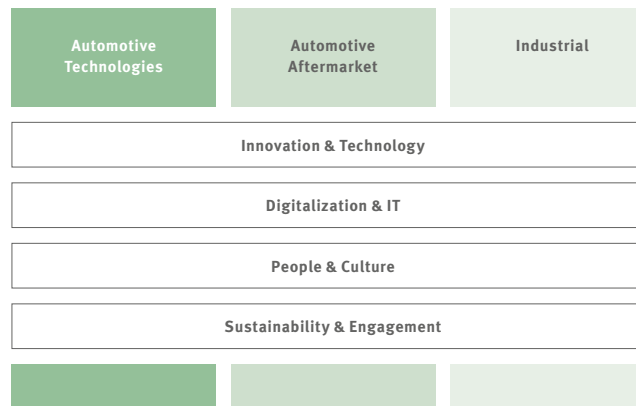 Automotive
Technologies
Automotive
Aftermarket
Industrial
Innovation & Technology
Digitalization & IT
People & Culture
Sustainability & Engagement